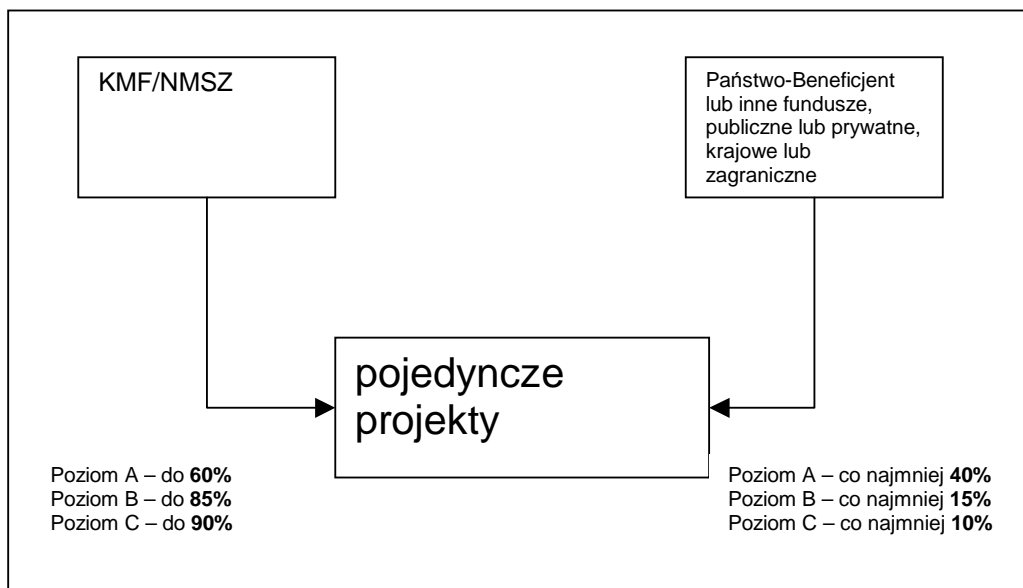 KMF/NMSZ
Państwo-Beneficjent
lub inne fundusze,
publiczne lub prywatne,
krajowe lub
zagraniczne
pojedyncze
projekty
Poziom A – do 60%
Poziom B – do 85%
Poziom C – do 90%
Poziom A – co najmniej 40%
Poziom B – co najmniej 15%
Poziom C – co najmniej 10%